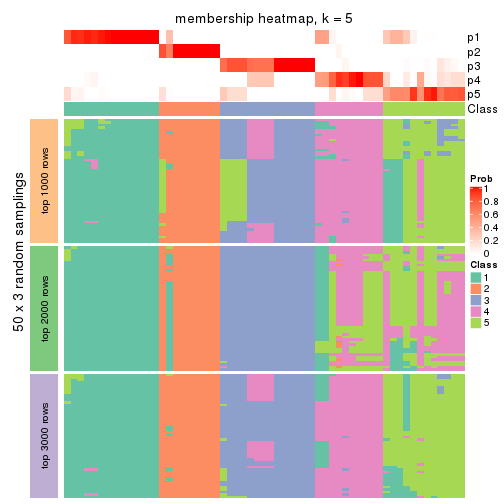 membership heatmap, k = 5
p1
p2
p3
p4
p5
Class
50 x 3 random samplings
top 1000 rows
top 2000 rows
top 3000 rows
Prob
1
0.8
0.6
0.4
0.2
0
Class
1
2
3
4
5